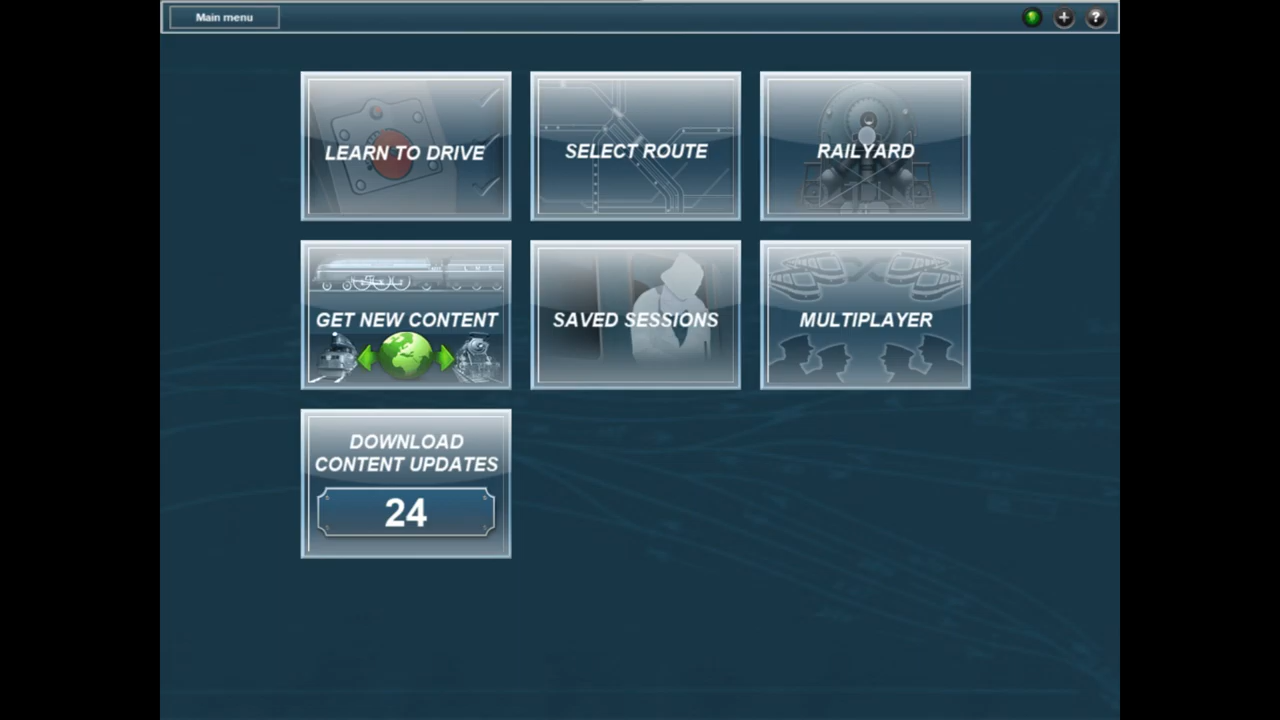 Main menu
+
?
LEARN TO DRIVE
SELECT ROUTE
RAILYARD
GET NEW CONTENT
SAVED SESSIONS
MULTIPLAYER
DOWNLOAD
CONTENT UPDATES
24